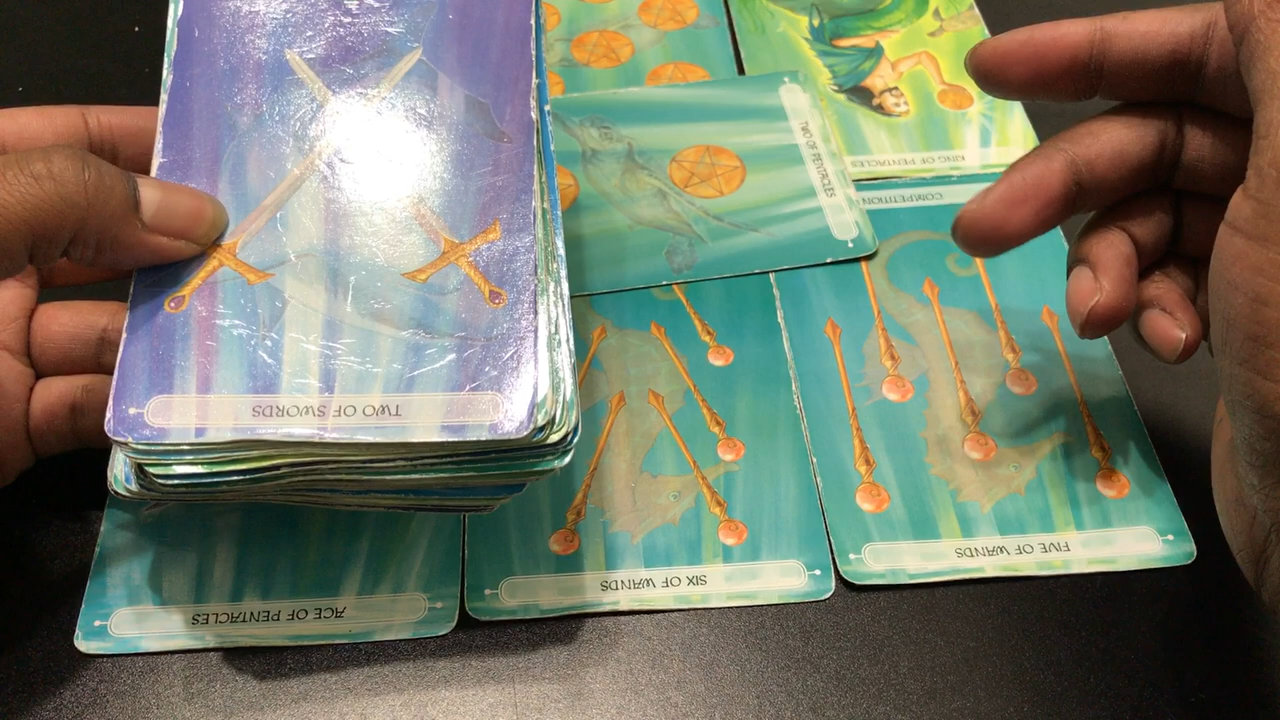 KING OF PENTACLES
TWO OF PENTACLES
COMPETITION
TWO OF SWORDS
FIVE OF WANDS
SIX OF WANDS
ACE OF PENTACLES